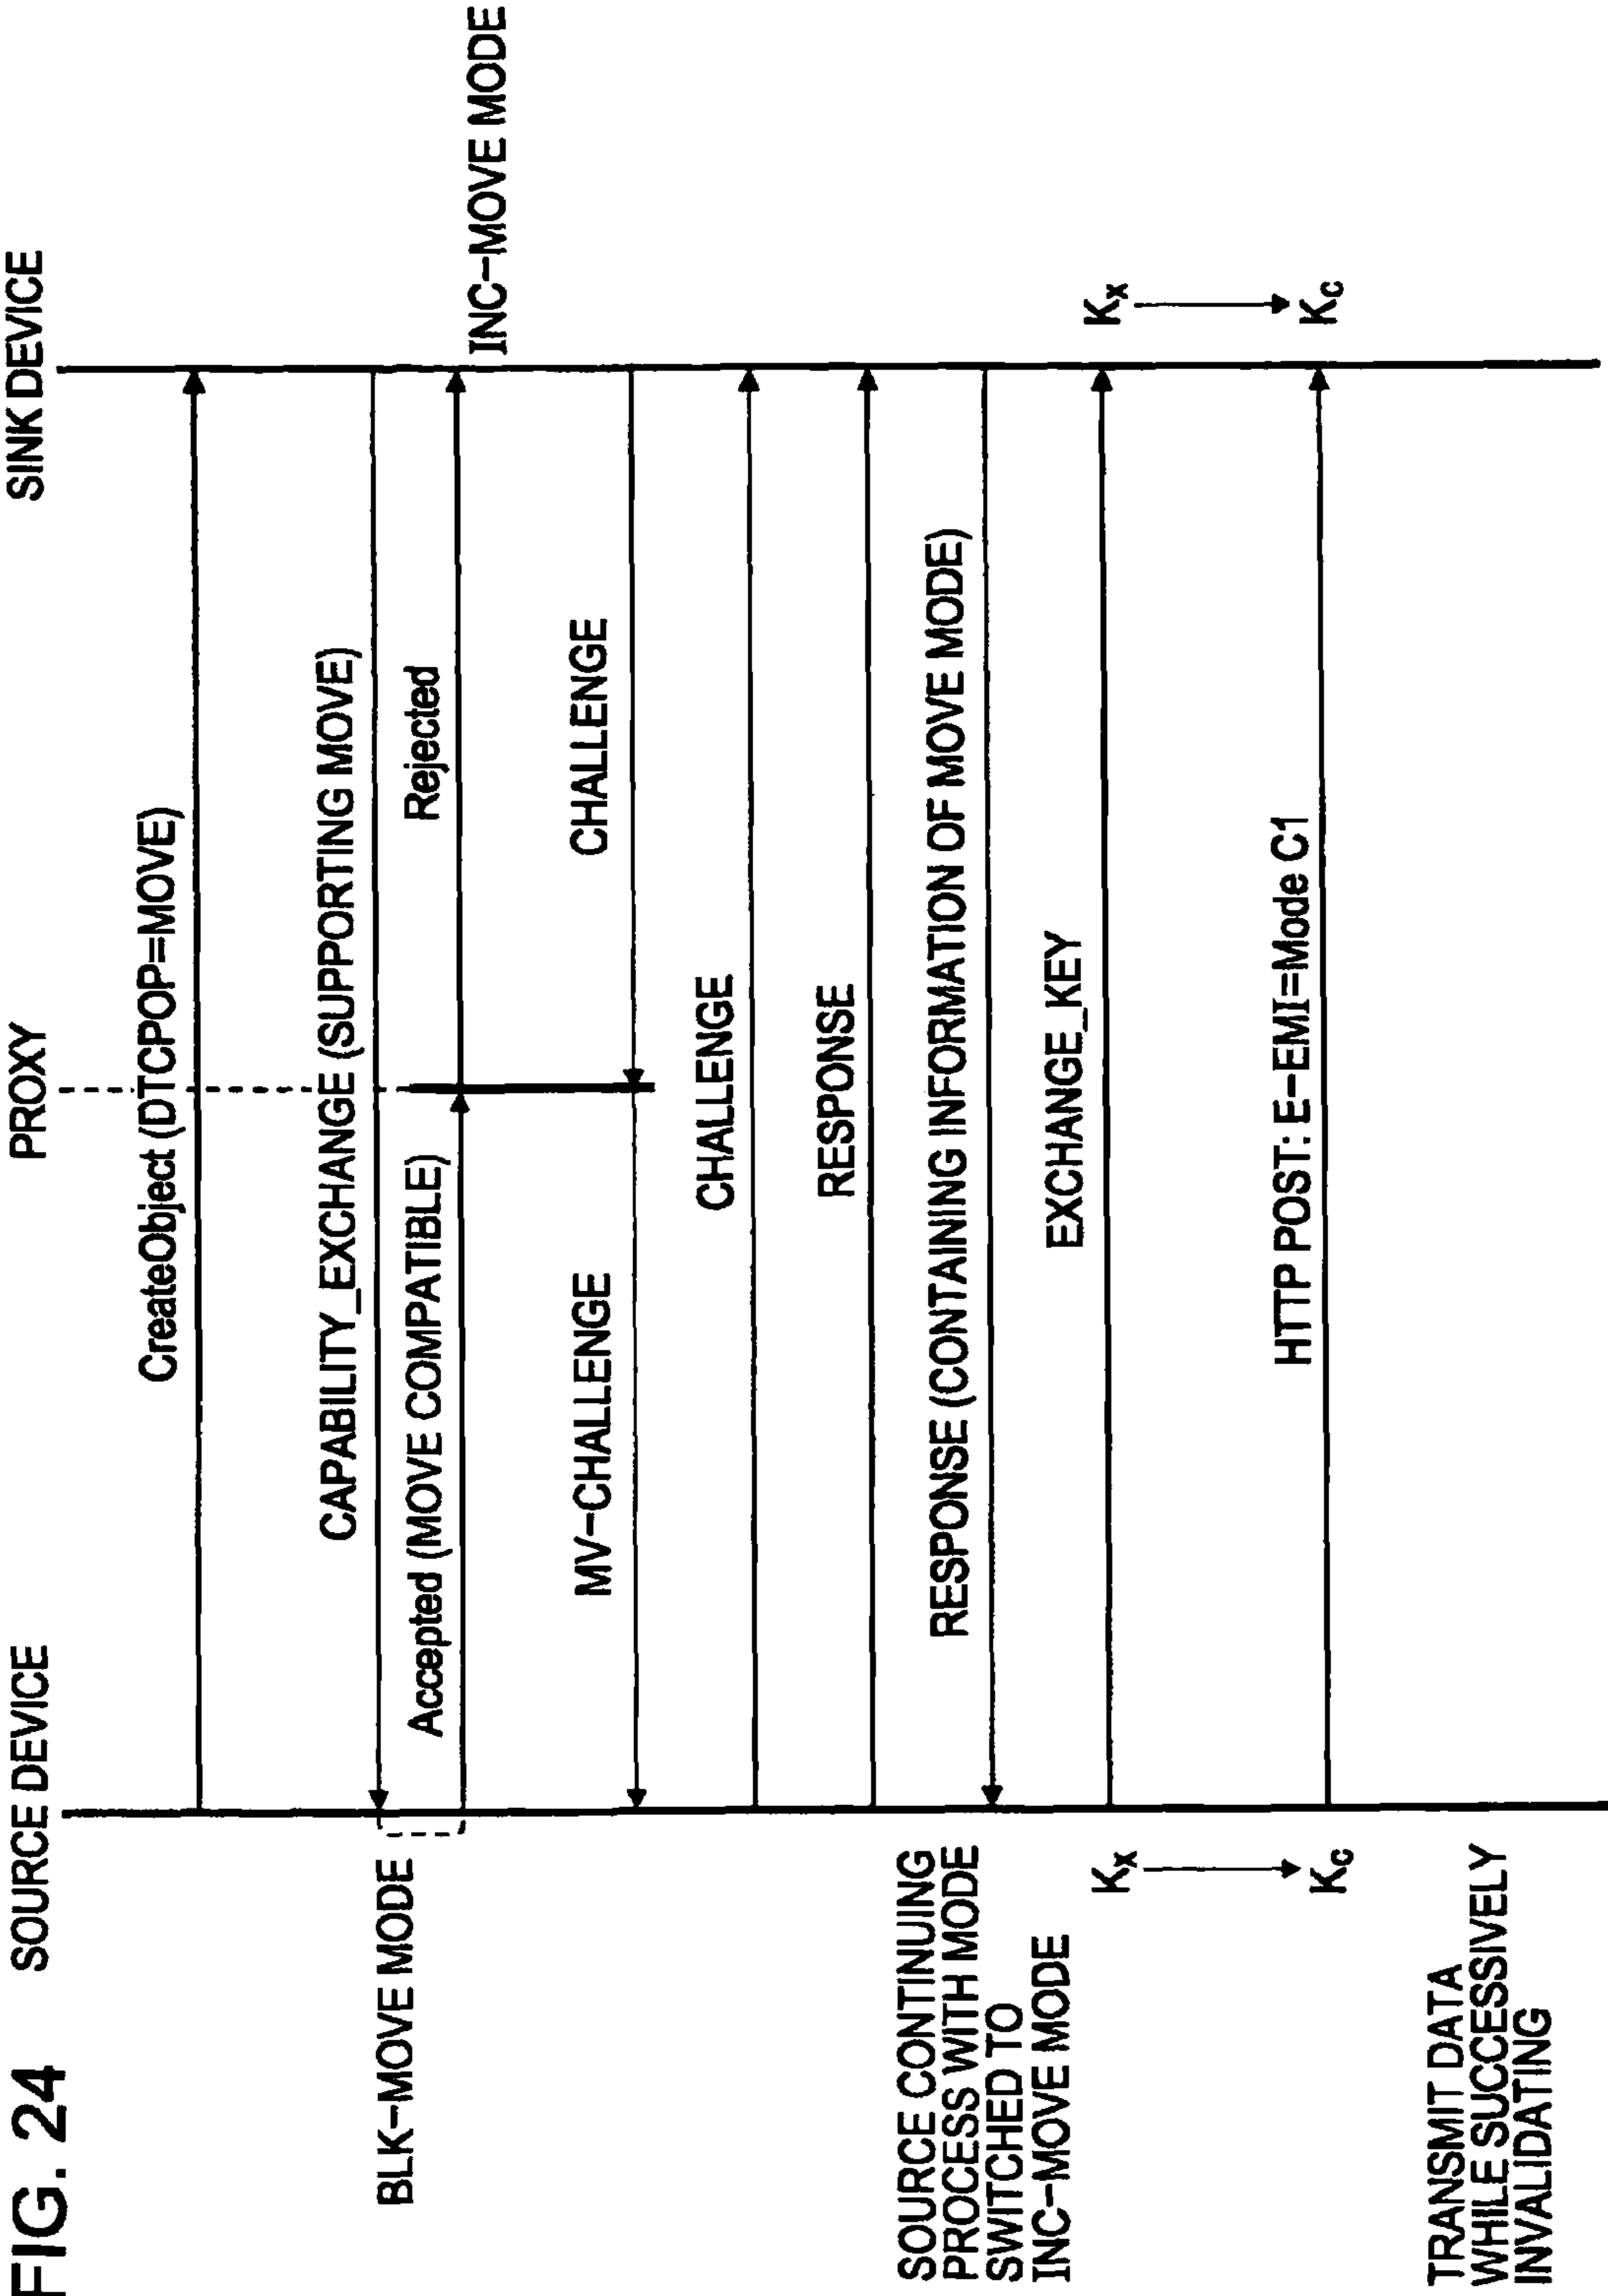 FIG. 24
SOURCE DEVICE
PROXY
SINK DEVICE
CreateObject (DTCPOP=MOVE)
CAPABILITY_EXCHANGE (SUPPORTING MOVE)
BLK-MOVE MODE
Accepted (MOVE COMPATIBLE)
Rejected
INC-MOVE MODE
MV-CHALLENGE
CHALLENGE
CHALLENGE
RESPONSE
RESPONSE (CONTAINING INFORMATION OF MOVE MODE)
SOURCE CONTINUING
PROCESS WITH MODE
SWITCHED TO
INC-MOVE MODE
EXCHANGE_KEY
Kx
Kx
HTTP POST: E-EMI=Mode C1
Kc
Kc
TRANSMIT DATA
WHILE SUCCESSIVELY
INVALIDATING